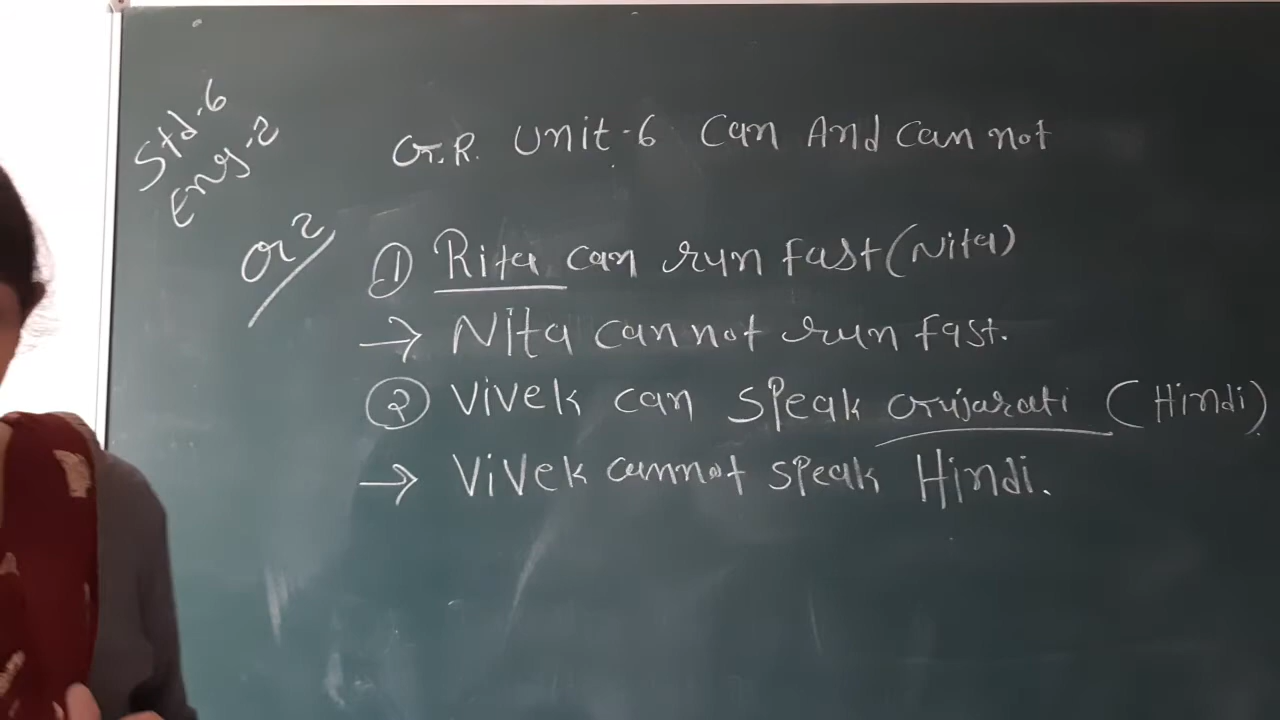 Std-6
Eng-2
Gr.R. Unit-6 Can And Can not
① Rita can run fast (Nita)
→ Nita can not run fast.
② Vivek can speak Gujarati (Hindi).
→ Vivek cannot speak Hindi.